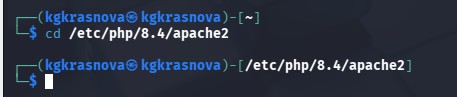 ┌──(kgkrasnova㉿kgkrasnova)-[~]
└─$ cd /etc/php/8.4/apache2
┌──(kgkrasnova㉿kgkrasnova)-[/etc/php/8.4/apache2]
└─$